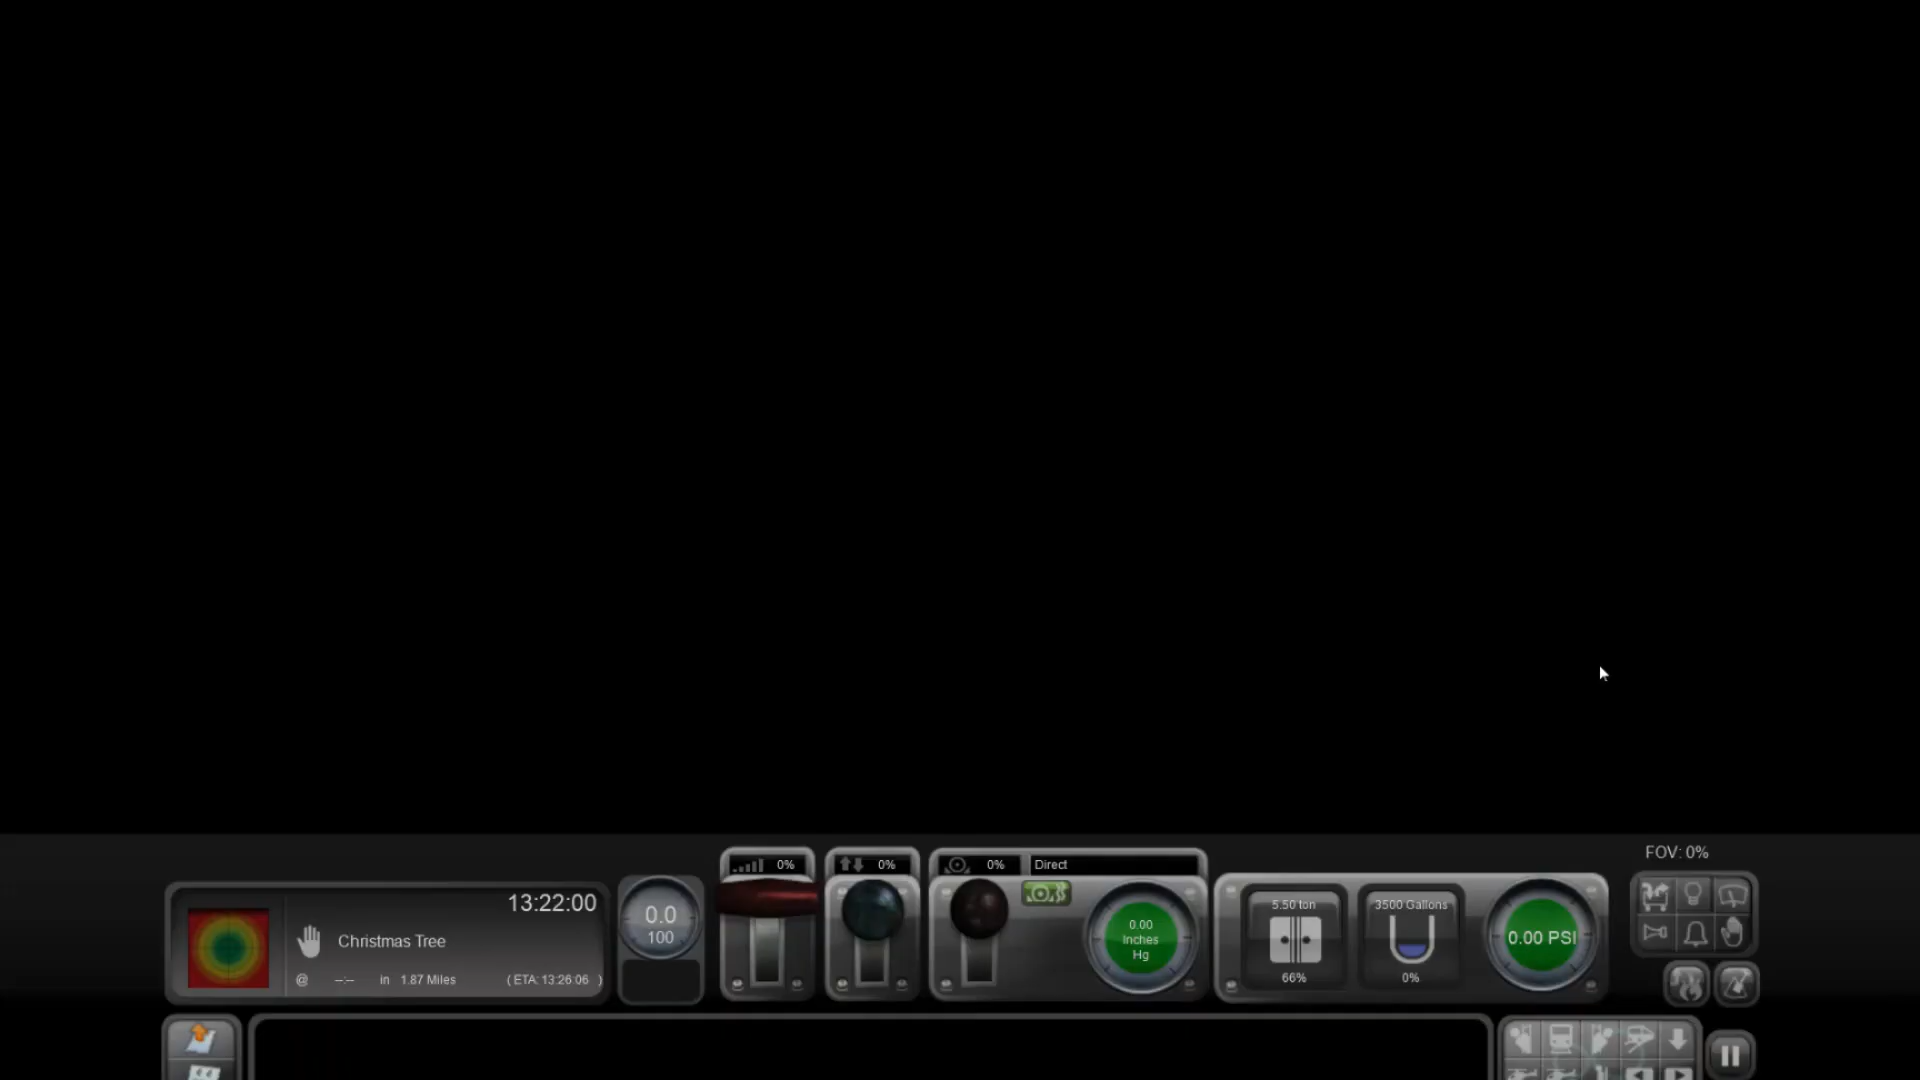 FOV: 0%
13:22:00
Christmas Tree
@ --:-- in 1.87 Miles ( ETA: 13:26:06 )
0.0
100
0%
0%
0% Direct
0.00
Inches
Hg
5.50 ton
66%
3500 Gallons
0%
0.00 PSI